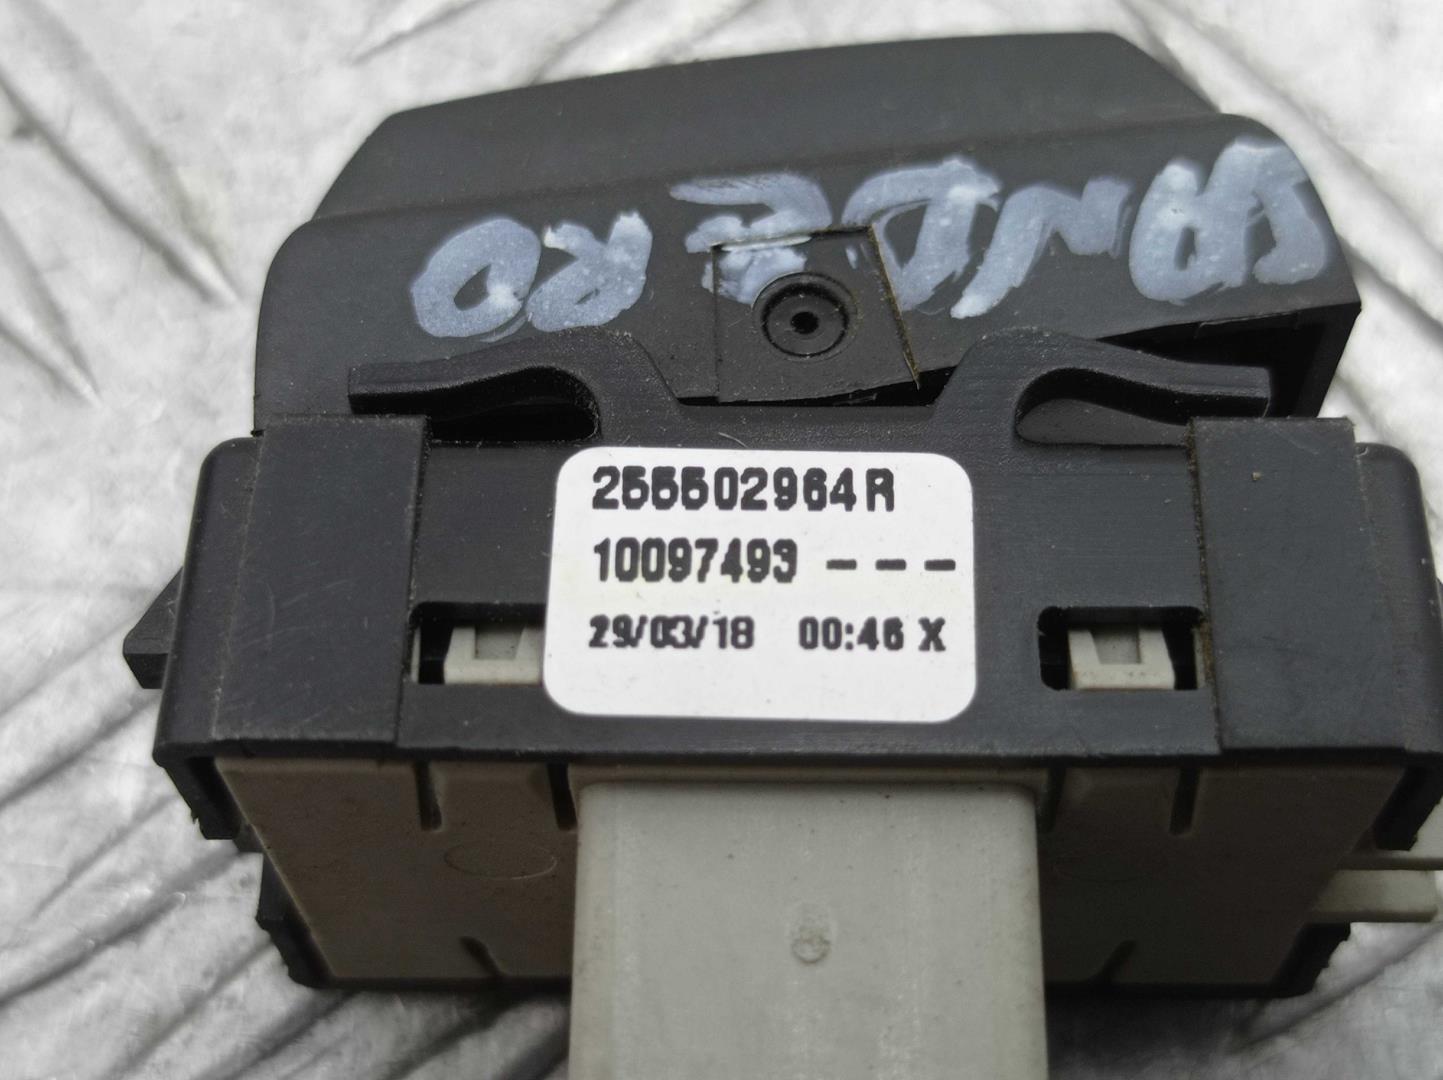 SANDERO
255502964R
10097493 ---
29/03/18 00:46 X